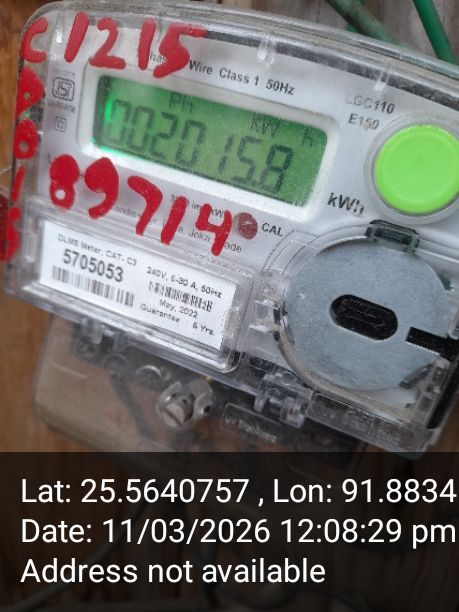 C1215
Wire Class 1 50Hz
LGC110
E150
Ph kW h
002015.8
kWh
89714
CAL
DLMS Meter, CAT- C3
5705053
240V, 5-30 A, 50Hz
May, 2022
Guarantee : 5 Yrs.
Lat: 25.5640757 , Lon: 91.8834
Date: 11/03/2026 12:08:29 pm
Address not available